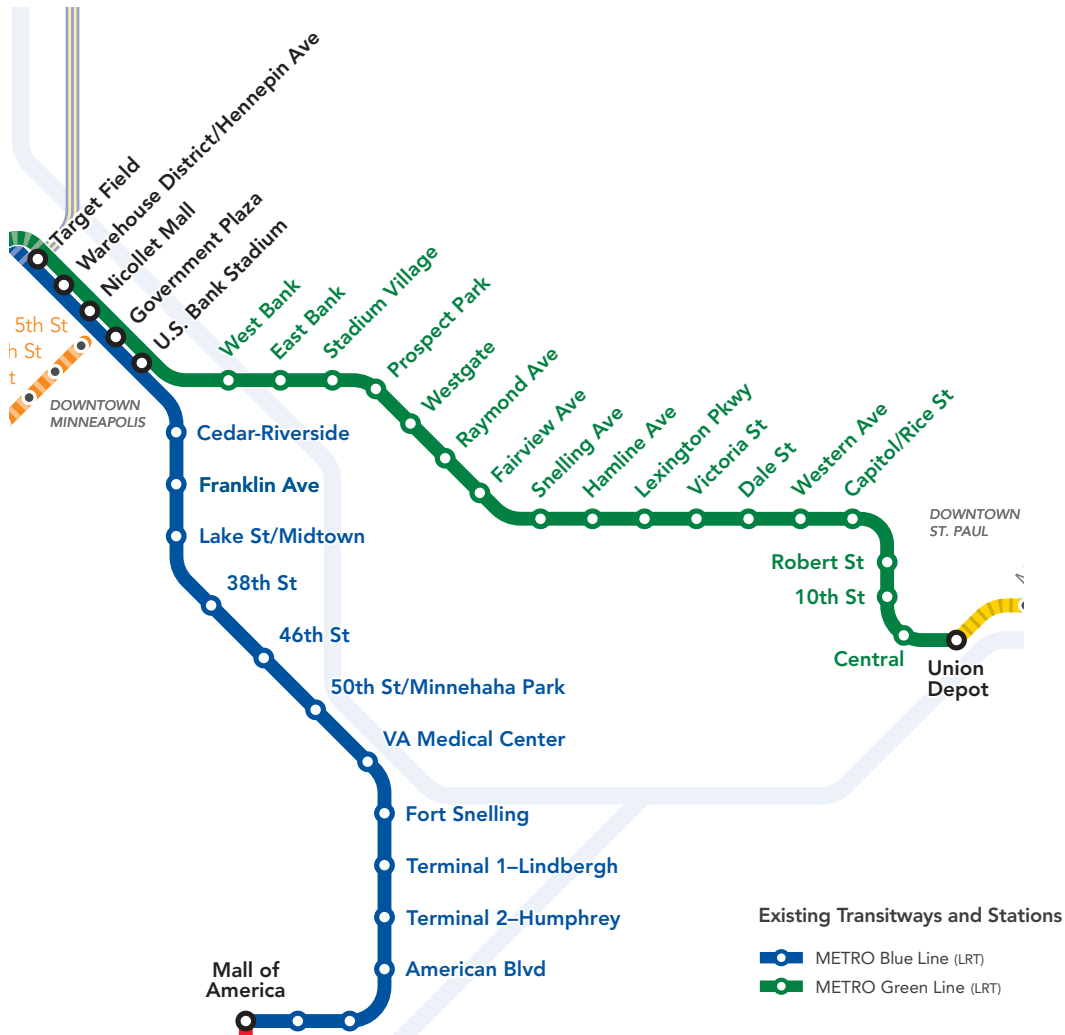 Target Field
Warehouse District/Hennepin Ave
Nicollet Mall
Government Plaza
U.S. Bank Stadium
5th St
St
DOWNTOWN
MINNEAPOLIS
West Bank
East Bank
Stadium Village
Prospect Park
Westgate
Raymond Ave
Fairview Ave
Snelling Ave
Hamline Ave
Lexington Pkwy
Victoria St
Dale St
Western Ave
Capitol/Rice St
DOWNTOWN
ST. PAUL
Robert St
10th St
Central
Union
Depot
Cedar-Riverside
Franklin Ave
Lake St/Midtown
38th St
46th St
50th St/Minnehaha Park
VA Medical Center
Fort Snelling
Terminal 1–Lindbergh
Terminal 2–Humphrey
American Blvd
Mall of
America
Existing Transitways and Stations
METRO Blue Line (LRT)
METRO Green Line (LRT)